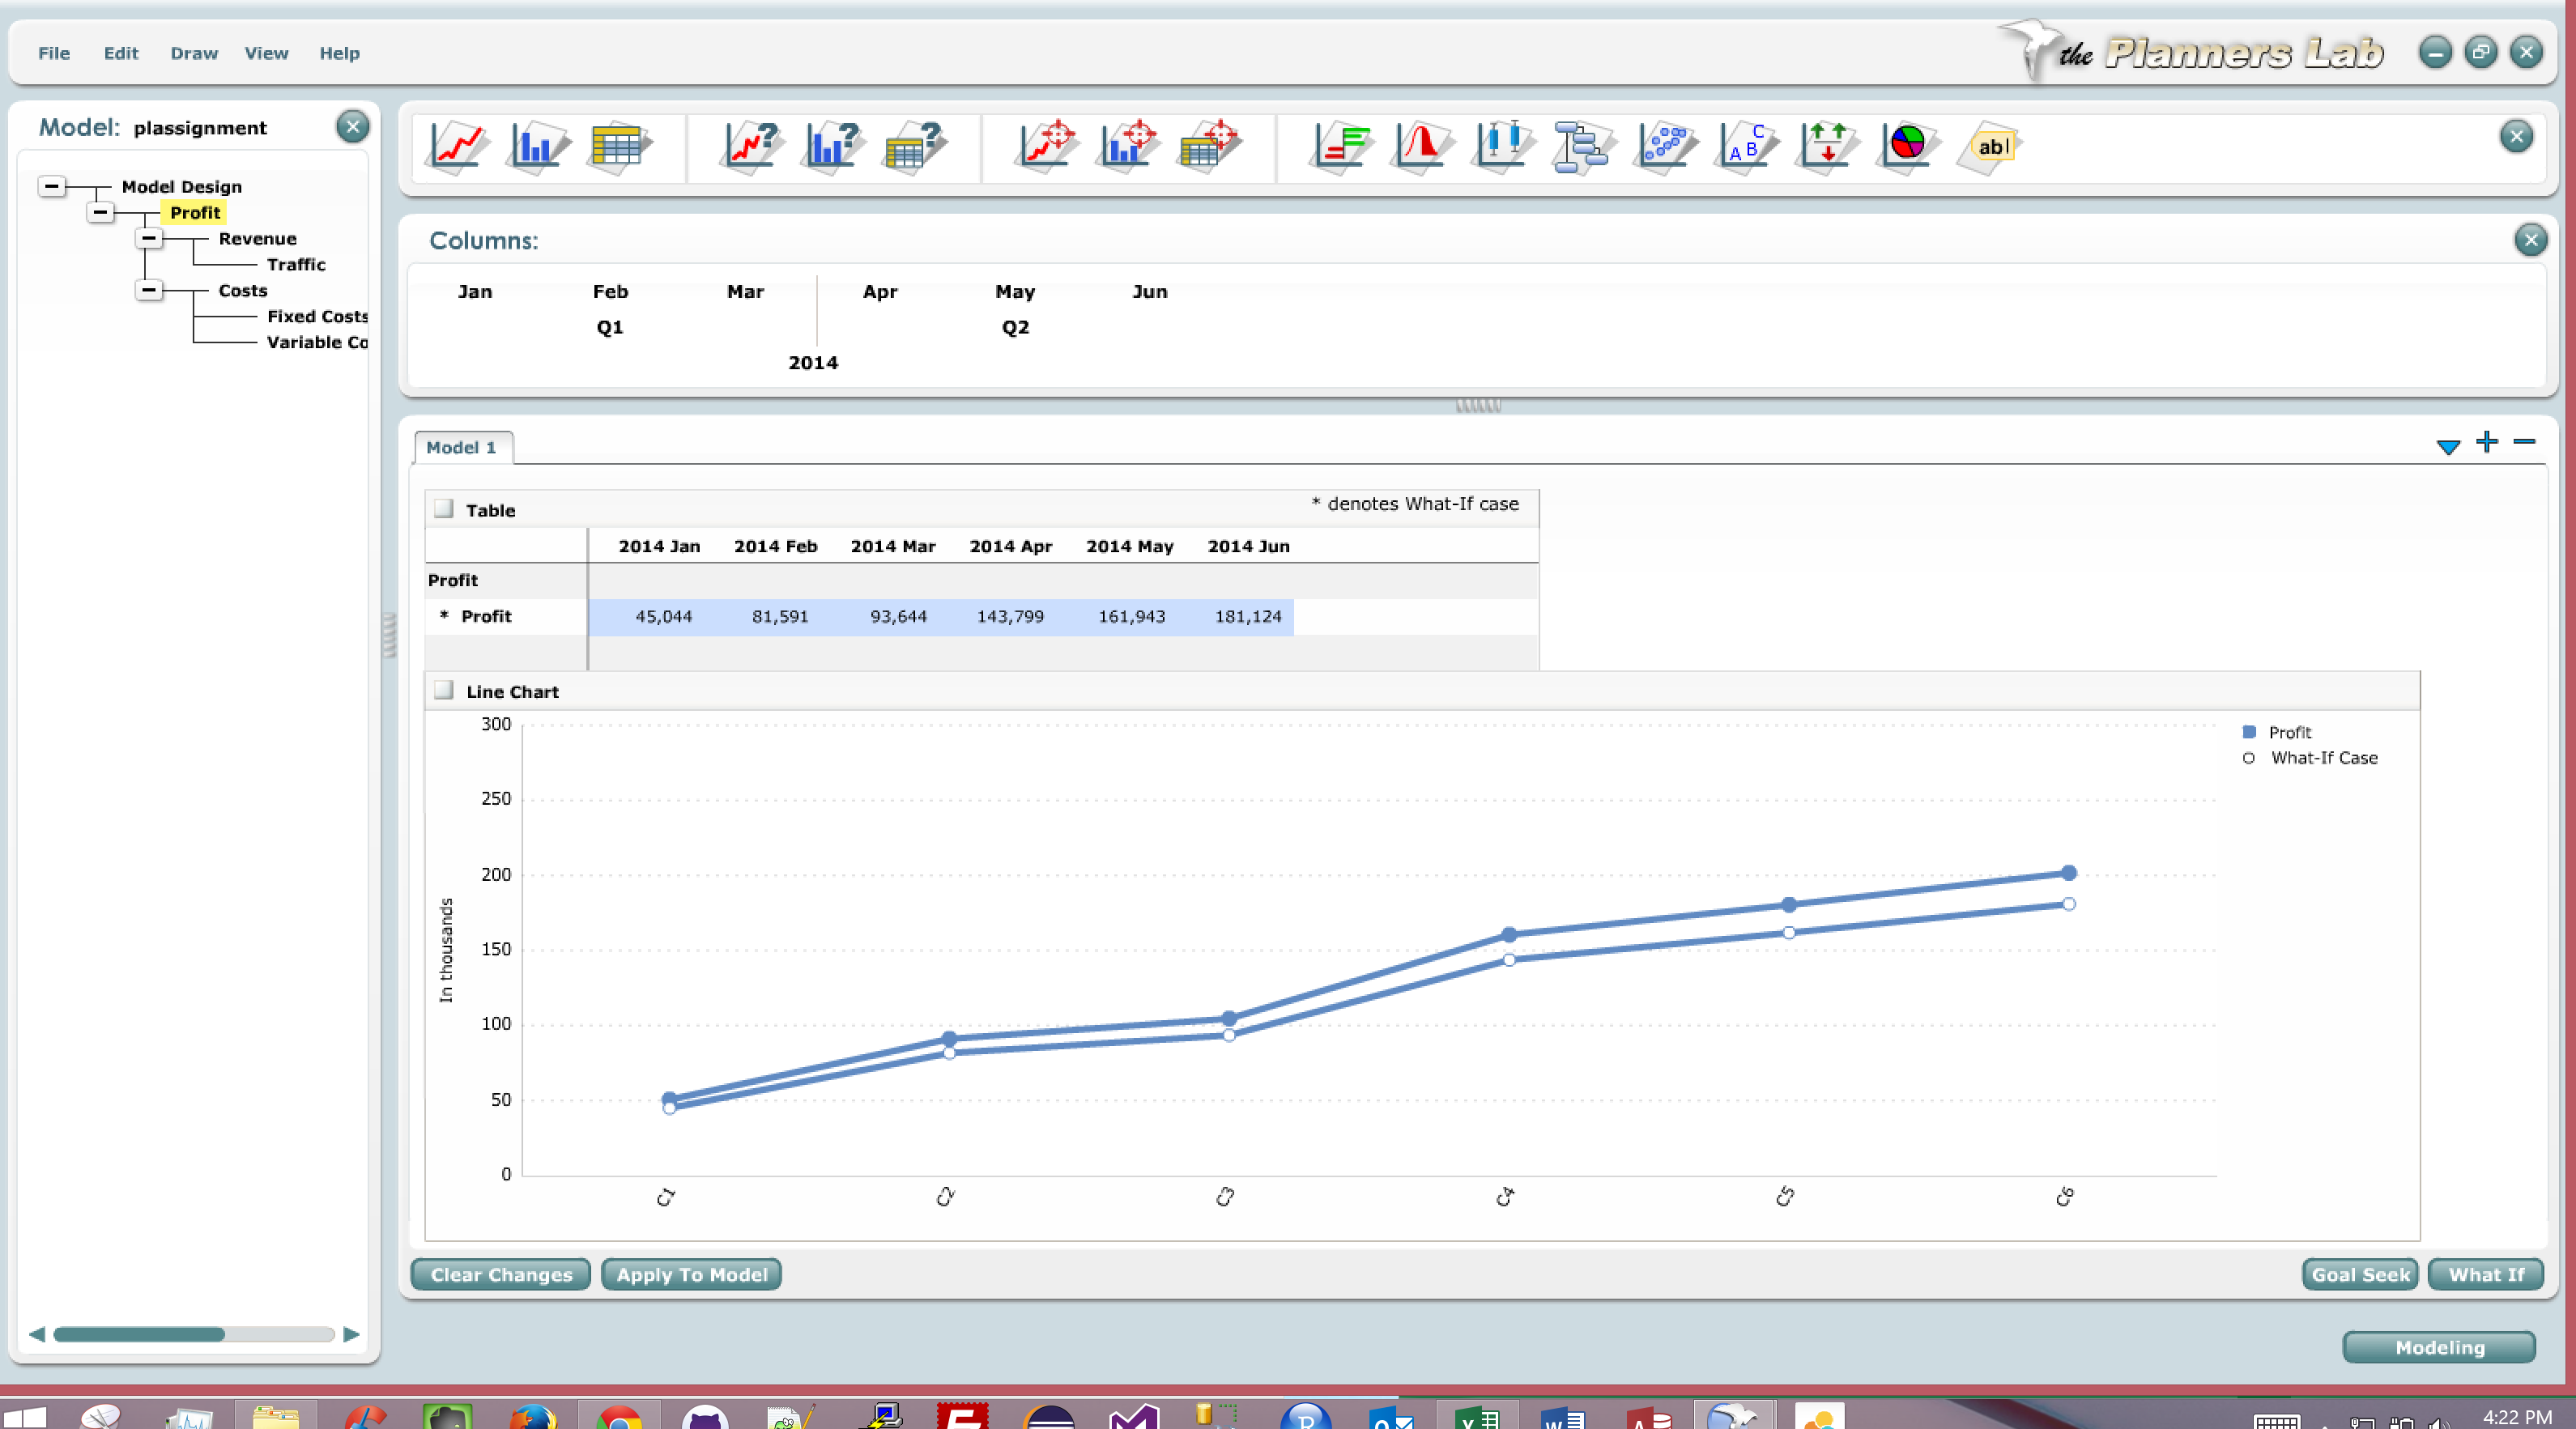 File Edit Draw View Help
the Planners Lab
Model: plassignment
Model Design
Profit
Revenue
Traffic
Costs
Fixed Costs
Variable Co
A B C
abl
Columns:
Jan Feb Mar Apr May Jun
Q1 Q2
2014
Model 1
Table * denotes What-If case
2014 Jan 2014 Feb 2014 Mar 2014 Apr 2014 May 2014 Jun
Profit
* Profit 45,044 81,591 93,644 143,799 161,943 181,124
Line Chart
300
250
200
150
100
50
0
In thousands
C1 C2 C3 C4 C5 C6
Profit
What-If Case
Clear Changes Apply To Model Goal Seek What If
Modeling
4:22 PM